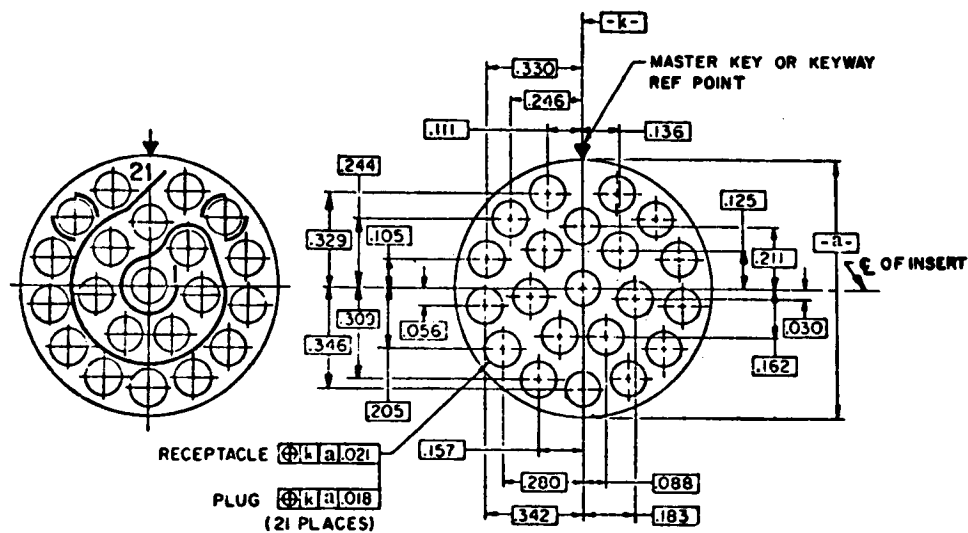 -k-
MASTER KEY OR KEYWAY
REF POINT
.330
.246
.111
.136
.244
21
.125
.329
.105
.211
-a-
℄ OF INSERT
1
.309
.056
.030
.346
.162
.205
RECEPTACLE ⌖ k a .021
.157
PLUG ⌖ k a .018
(21 PLACES)
.280
.088
.342
.183